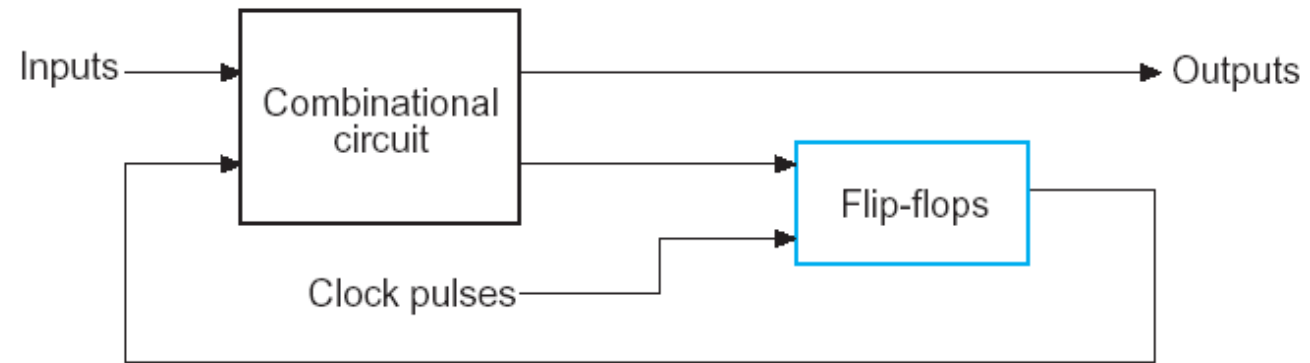 Inputs
Combinational
circuit
Outputs
Flip-flops
Clock pulses